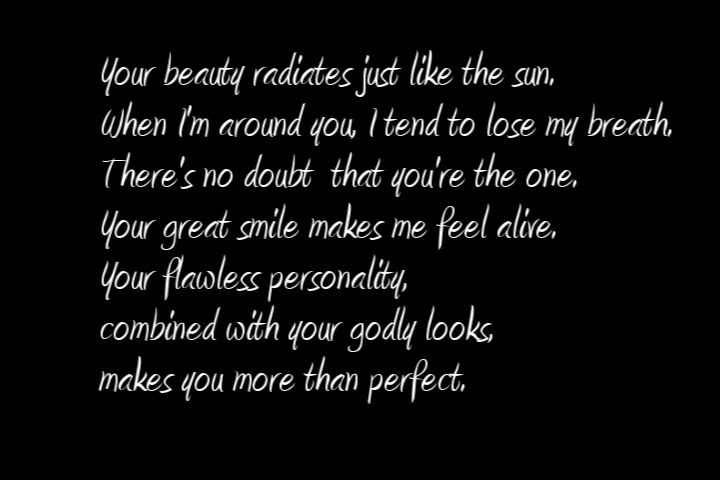 Your beauty radiates just like the sun.
When I'm around you, I tend to lose my breath.
There's no doubt that you're the one.
Your great smile makes me feel alive.
Your flawless personality,
combined with your godly looks,
makes you more than perfect.